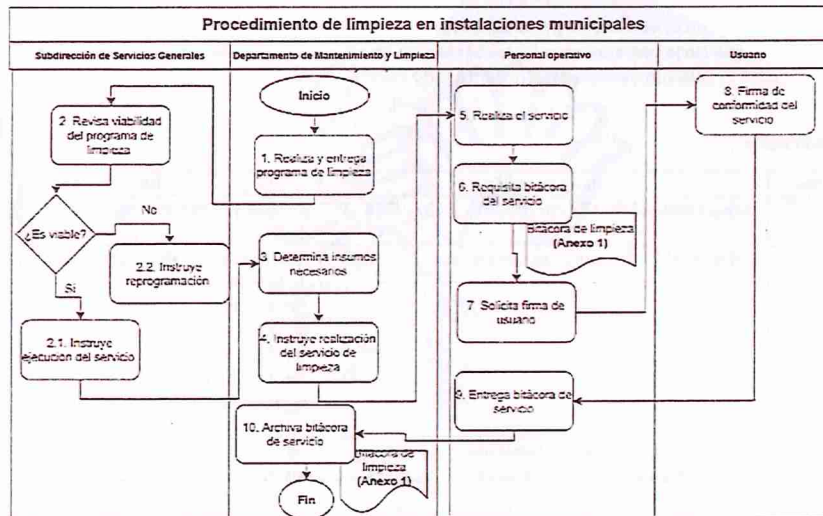 Procedimiento de limpieza en instalaciones municipales
Subdirección de Servicios Generales
Departamento de Mantenimiento y Limpieza
Personal operativo
Usuario
Inicio
1. Realiza y entrega
programa de limpieza
2. Revisa viabilidad
del programa de
limpieza
¿Es viable?
No
2.2. Instruye
reprogramación
Si
2.1. Instruye
ejecución del servicio
3. Determina insumos
necesarios
4. Instruye realización
del servicio de
limpieza
5. Realiza el servicio
6. Requisita bitácora
del servicio
Bitácora de limpieza
(Anexo 1)
7. Solicita firma de
usuario
8. Firma de
conformidad del
servicio
9. Entrega bitácora de
servicio
10. Archiva bitácora
de servicio
Bitácora de
limpieza
(Anexo 1)
Fin